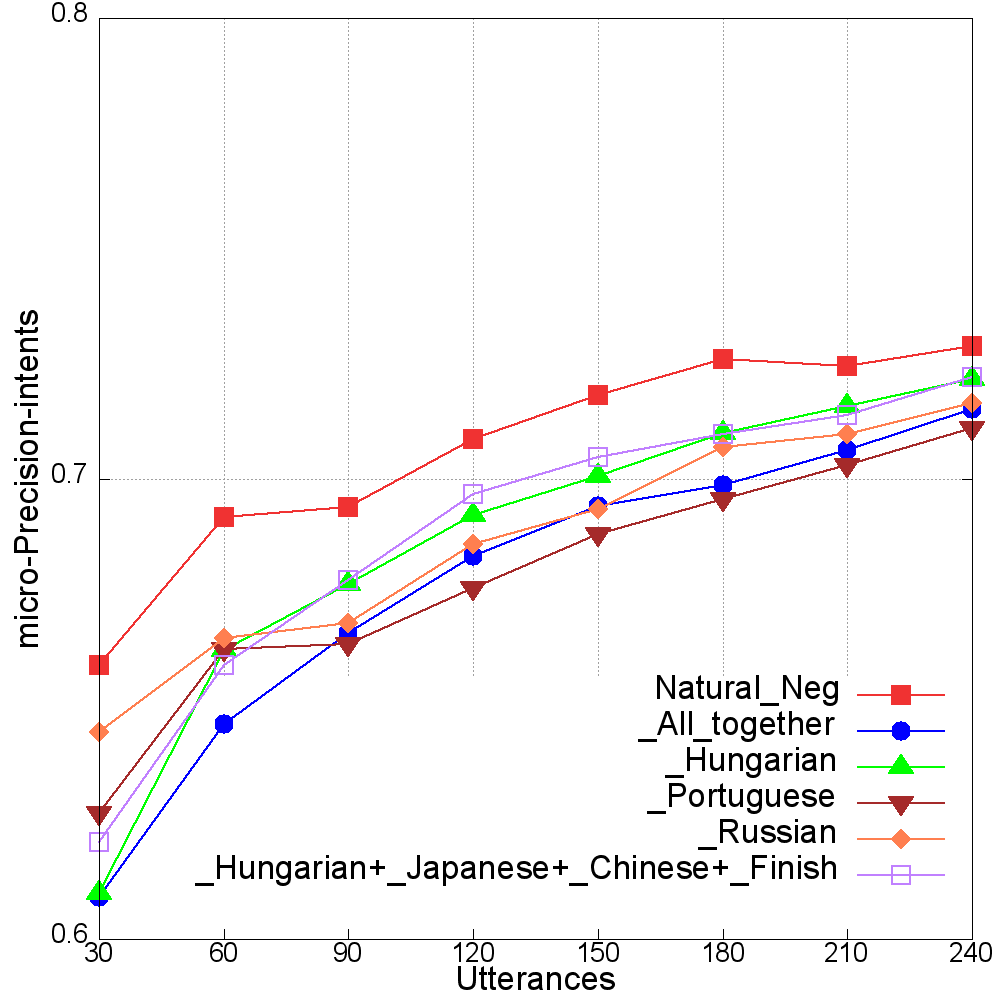 0.8
micro-Precision-intents
0.7
Natural_Neg
_All_together
_Hungarian
_Portuguese
_Russian
_Hungarian+_Japanese+_Chinese+_Finish
0.6
30 60 90 120 150 180 210 240
Utterances